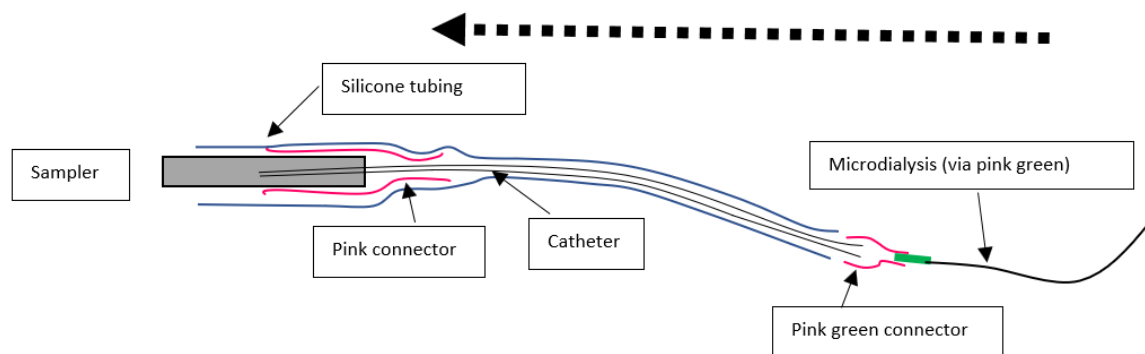 Silicone tubing
Sampler
Microdialysis (via pink green)
Pink connector
Catheter
Pink green connector